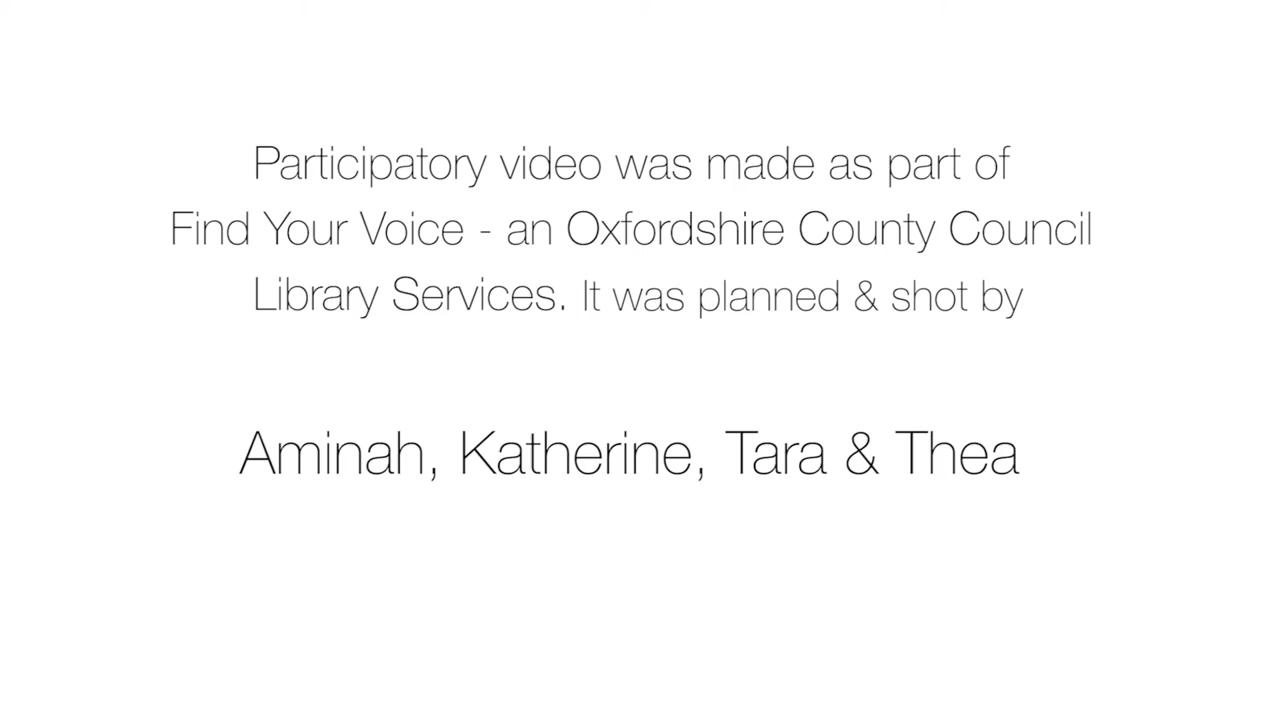 Participatory video was made as part of
Find Your Voice - an Oxfordshire County Council
Library Services. It was planned & shot by
Aminah, Katherine, Tara & Thea